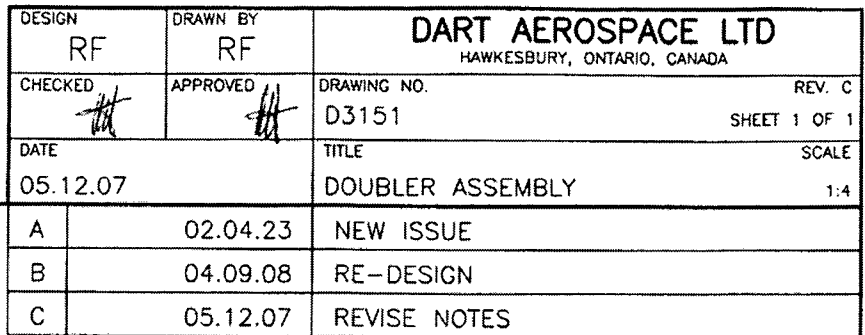 DESIGN
RF
DRAWN BY
RF
DART AEROSPACE LTD
HAWKESBURY, ONTARIO, CANADA
CHECKED
APPROVED
DRAWING NO.
D3151
REV. C
SHEET 1 OF 1
DATE
05.12.07
TITLE
DOUBLER ASSEMBLY
SCALE
1:4
A 02.04.23 NEW ISSUE
B 04.09.08 RE-DESIGN
C 05.12.07 REVISE NOTES